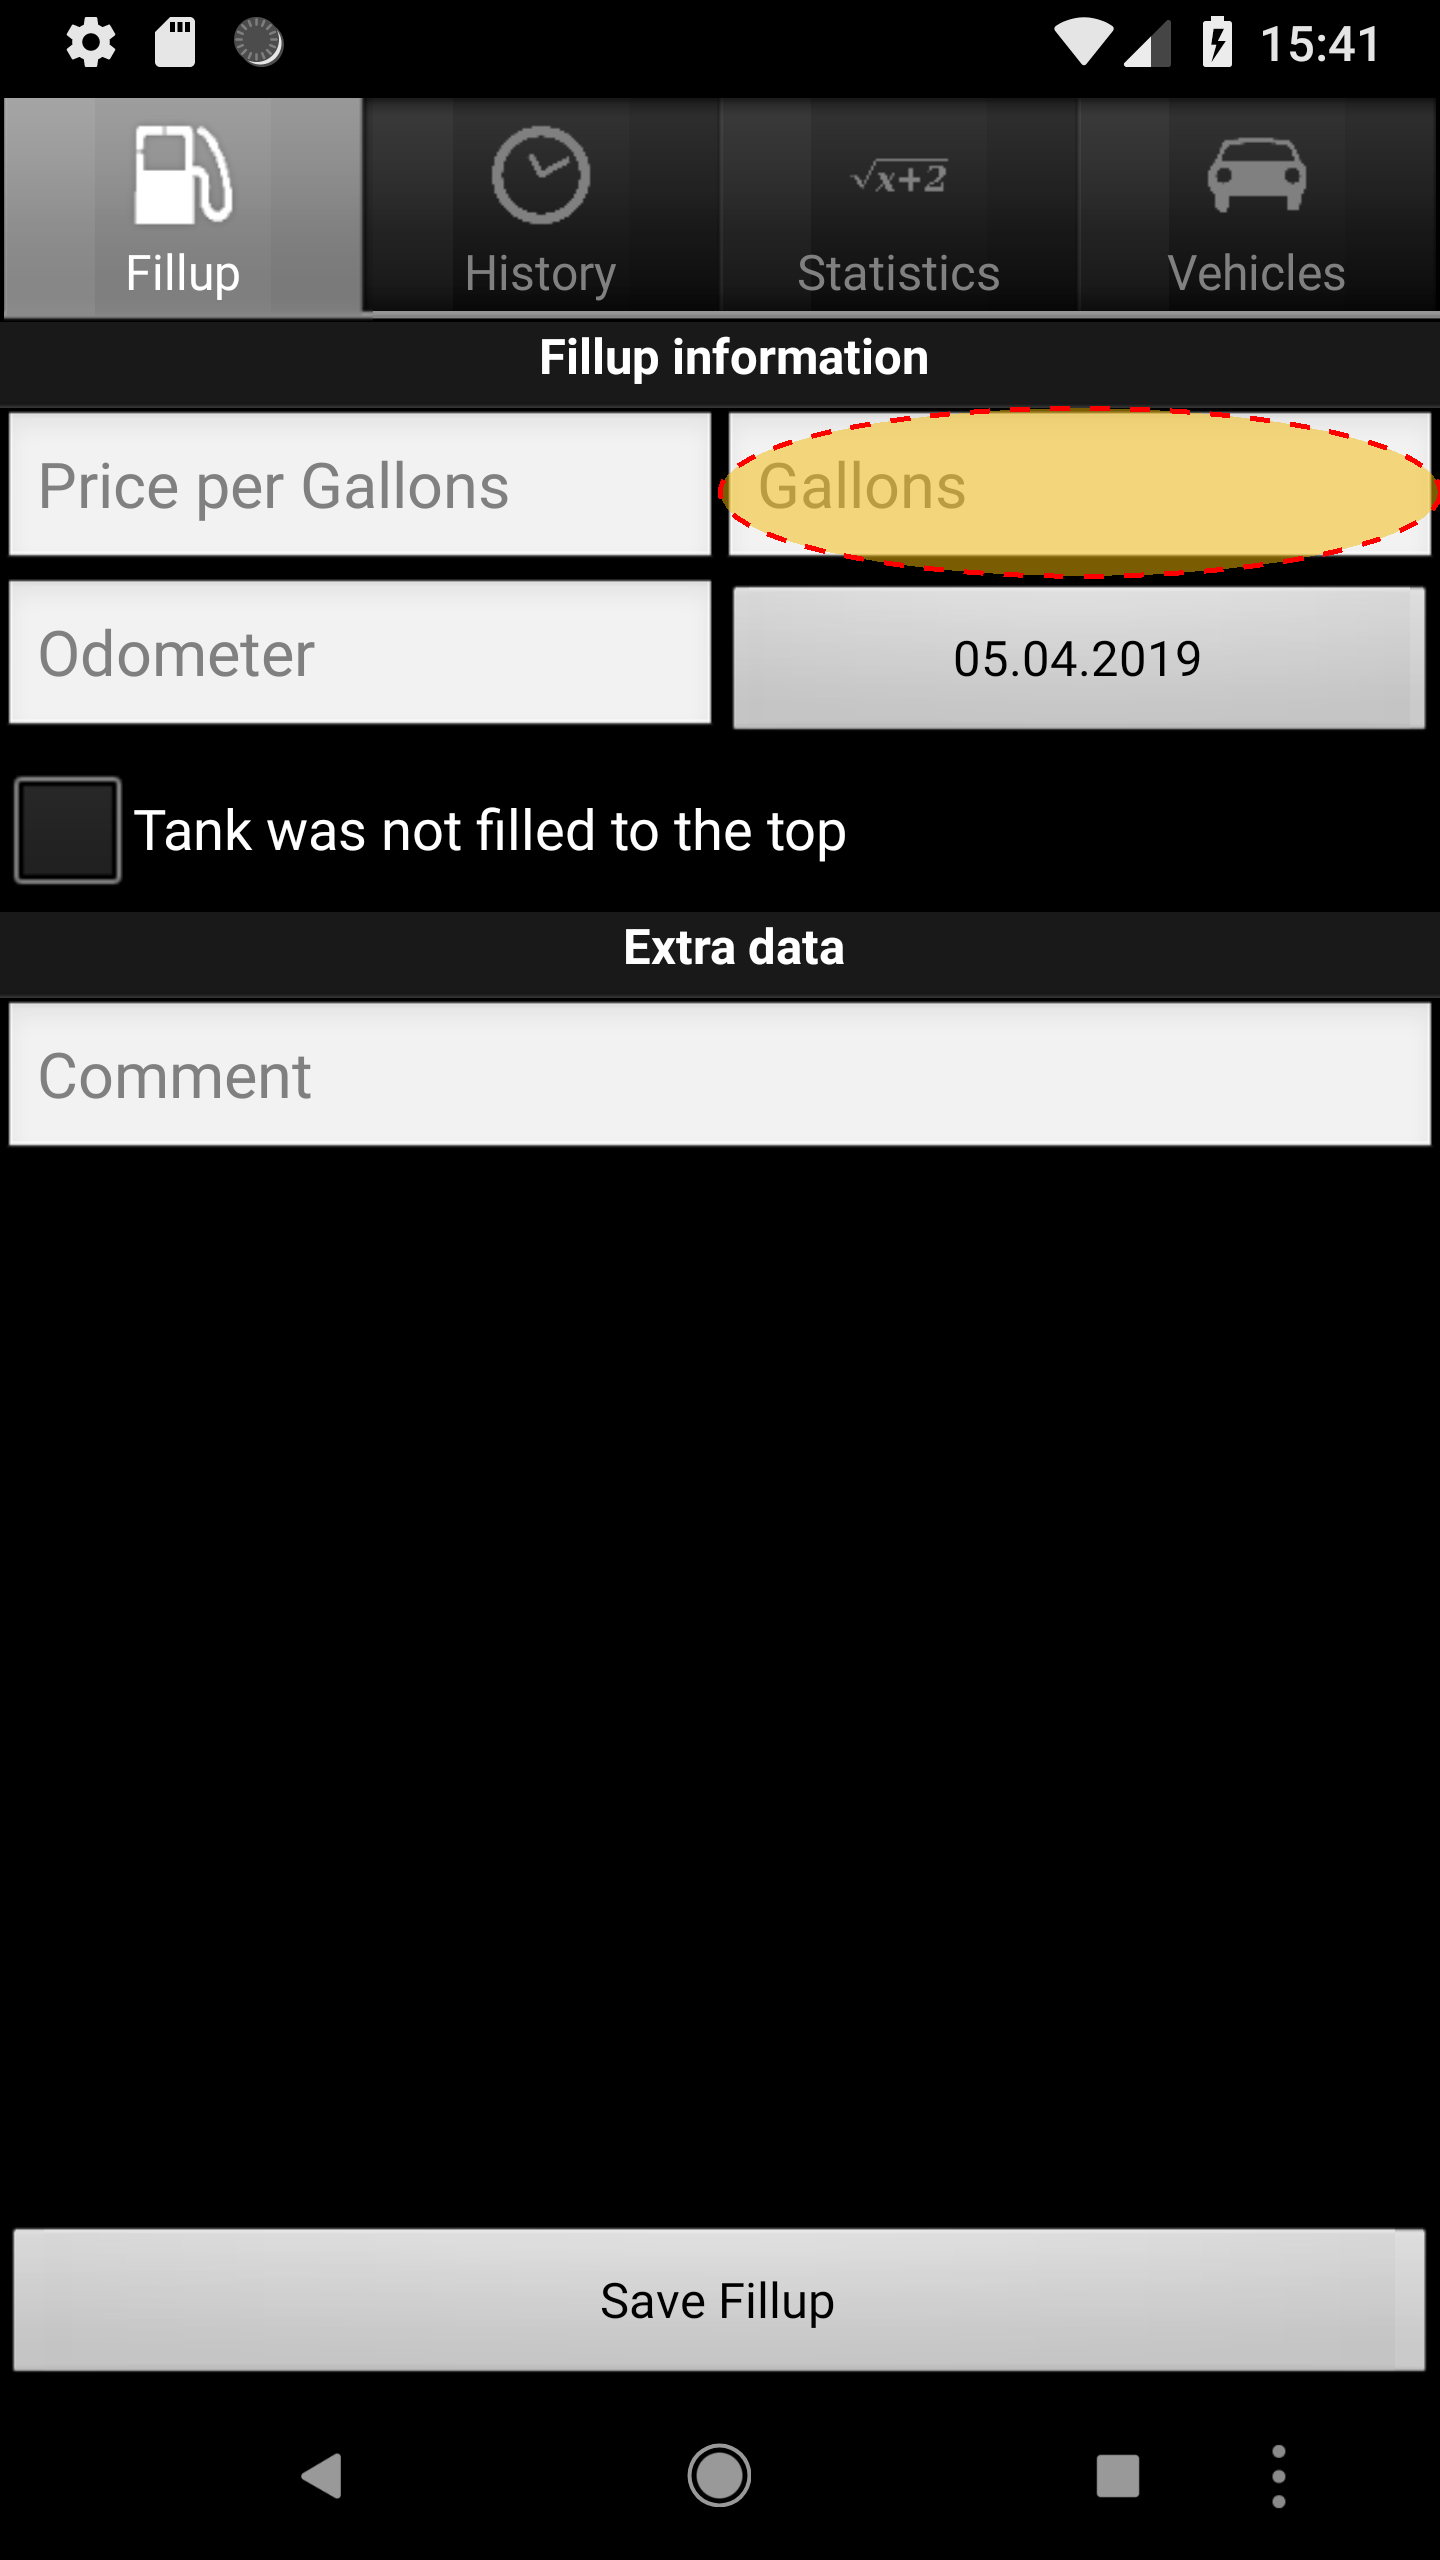 15:41
Fillup
History
√x+2
Statistics
Vehicles
Fillup information
Price per Gallons
Gallons
Odometer
05.04.2019
Tank was not filled to the top
Extra data
Comment
Save Fillup